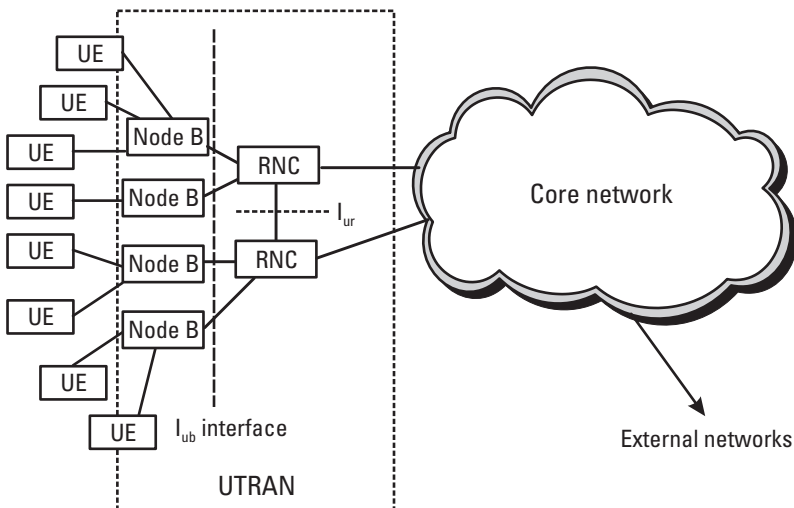 UE
UE
UE
Node B
RNC
UE
Node B
Core network
I_ur
UE
Node B
RNC
UE
Node B
UE
UE
I_ub interface
External networks
UTRAN